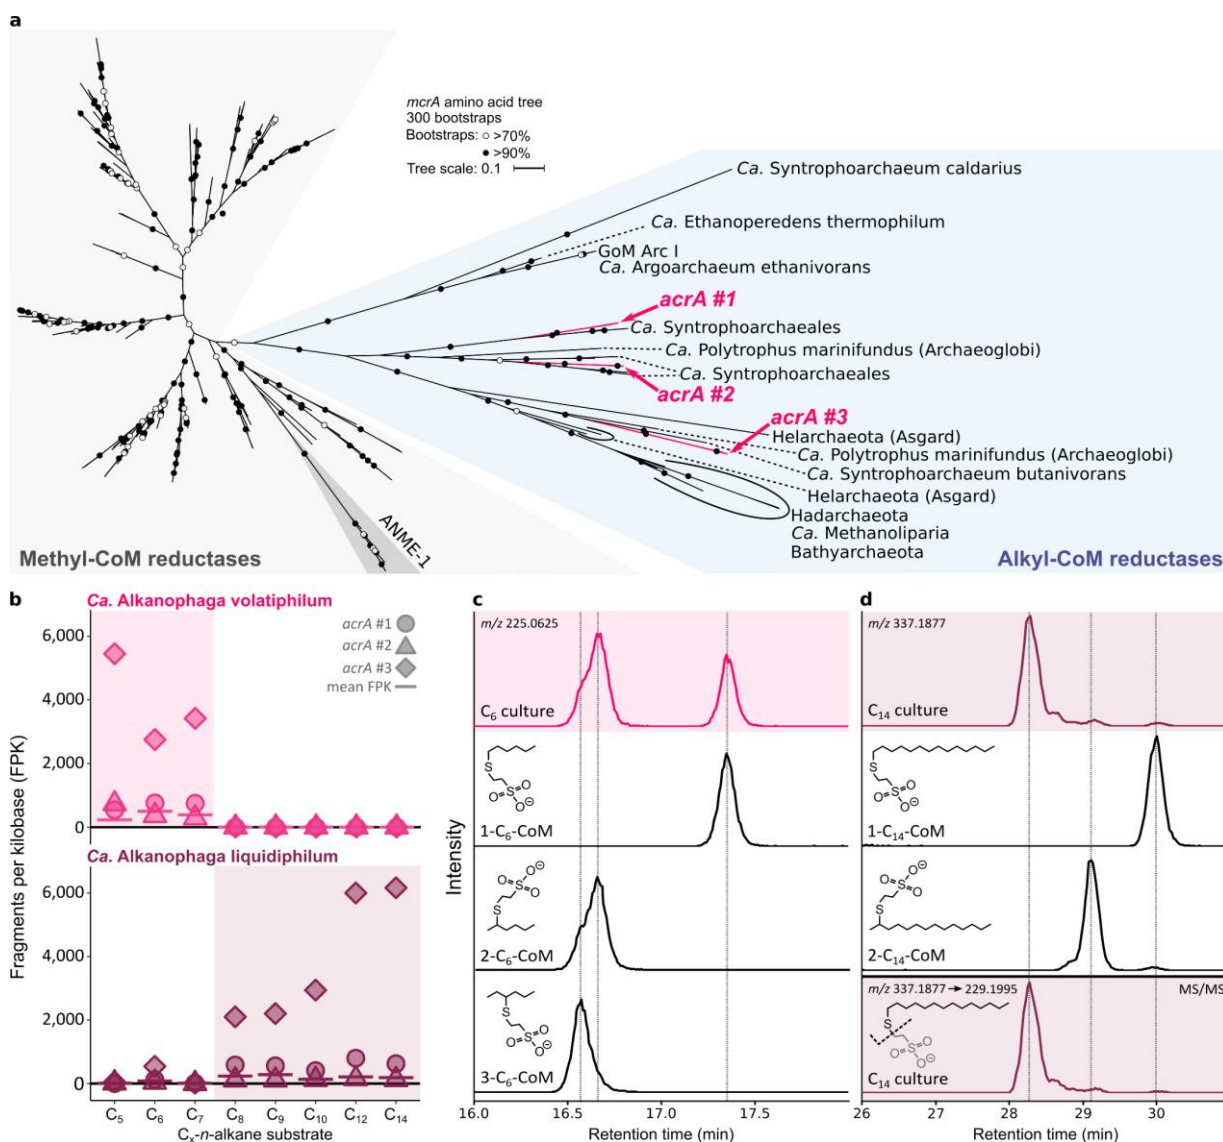 a
mcrA amino acid tree
300 bootstraps
Bootstraps: ○ >70%
● >90%
Tree scale: 0.1
Ca. Syntrophoarchaeum caldarius
Ca. Ethanoperedens thermophilum
GoM Arc I
Ca. Argoarchaeum ethanivorans
acrA #1
Ca. Syntrophoarchaeales
Ca. Polytrophus marinifundus (Archaeoglobi)
Ca. Syntrophoarchaeales
acrA #2
acrA #3
Helarchaeota (Asgard)
Ca. Polytrophus marinifundus (Archaeoglobi)
Ca. Syntrophoarchaeum butanivorans
Helarchaeota (Asgard)
Hadarchaeota
Ca. Methanoliparia
Bathyarchaeota
ANME-1
Methyl-CoM reductases
Alkyl-CoM reductases
b
Ca. Alkanophaga volatiphilum
acrA #1
acrA #2
acrA #3
mean FPK
6,000
4,000
2,000
0
Ca. Alkanophaga liquidiphilum
6,000
4,000
2,000
0
Fragments per kilobase (FPK)
C5 C6 C7 C8 C9 C10 C12 C14
Cx-n-alkane substrate
c
m/z 225.0625
C6 culture
S
O
S
O
O⊖
1-C6-CoM
O⊖
O
S
O
S
2-C6-CoM
S
O
S
O
O⊖
3-C6-CoM
Intensity
16.0 16.5 17.0 17.5
Retention time (min)
d
m/z 337.1877
C14 culture
S
O
S
O
O⊖
1-C14-CoM
O⊖
O
S
O
S
2-C14-CoM
m/z 337.1877 → 229.1995
MS/MS
S
O
S
O
O⊖
C14 culture
26 27 28 29 30
Retention time (min)